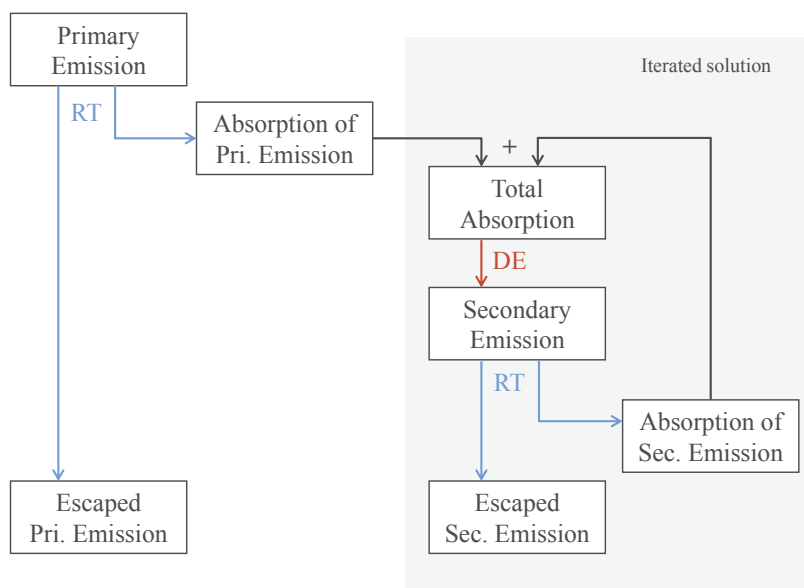 Primary
Emission
Iterated solution
RT
Absorption of
Pri. Emission
+
Total
Absorption
DE
Secondary
Emission
RT
Absorption of
Sec. Emission
Escaped
Pri. Emission
Escaped
Sec. Emission